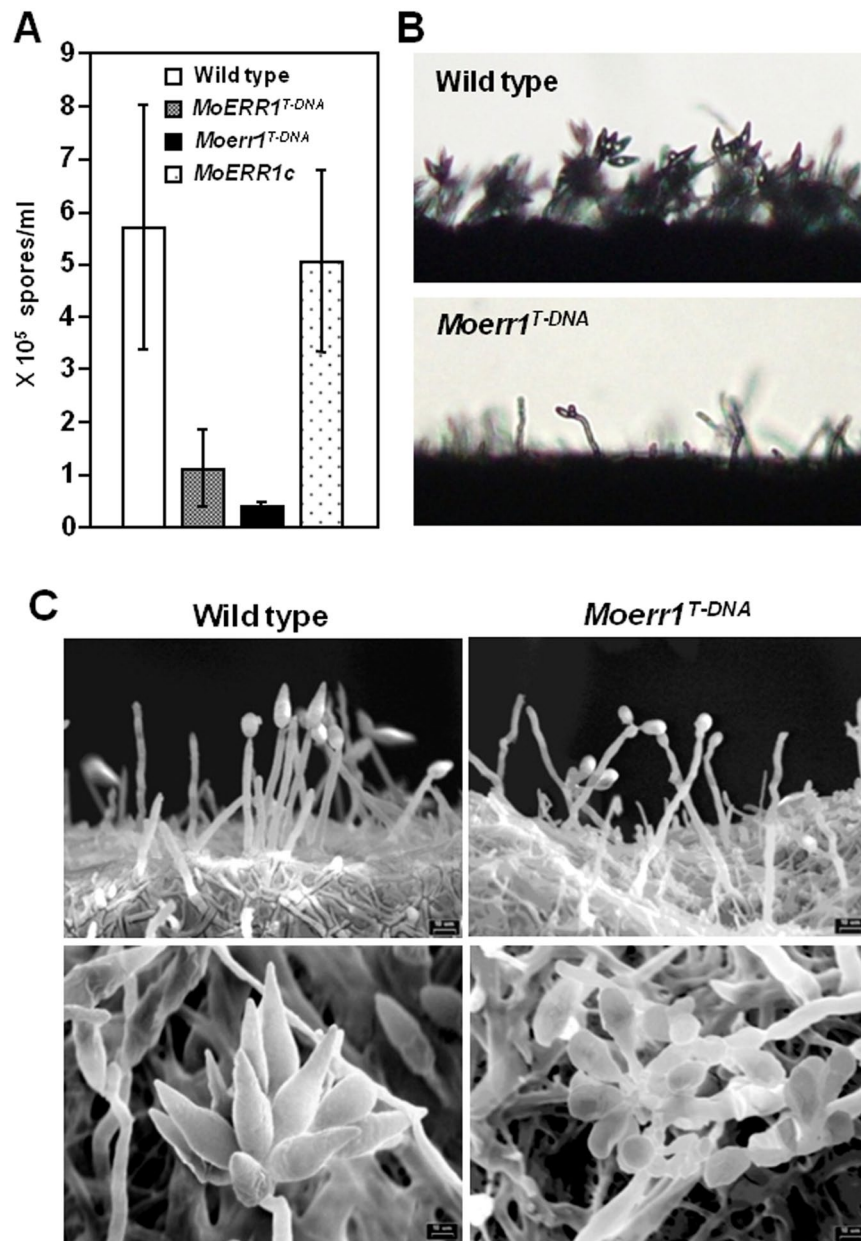 A
9
8
7
6
5
4
3
2
1
0
X 10⁵ spores/ml
Wild type
MoERR1ᵀ⁻ᴰᴺᴬ
Moerr1ᵀ⁻ᴰᴺᴬ
MoERR1c
B
Wild type
Moerr1ᵀ⁻ᴰᴺᴬ
C
Wild type
Moerr1ᵀ⁻ᴰᴺᴬ